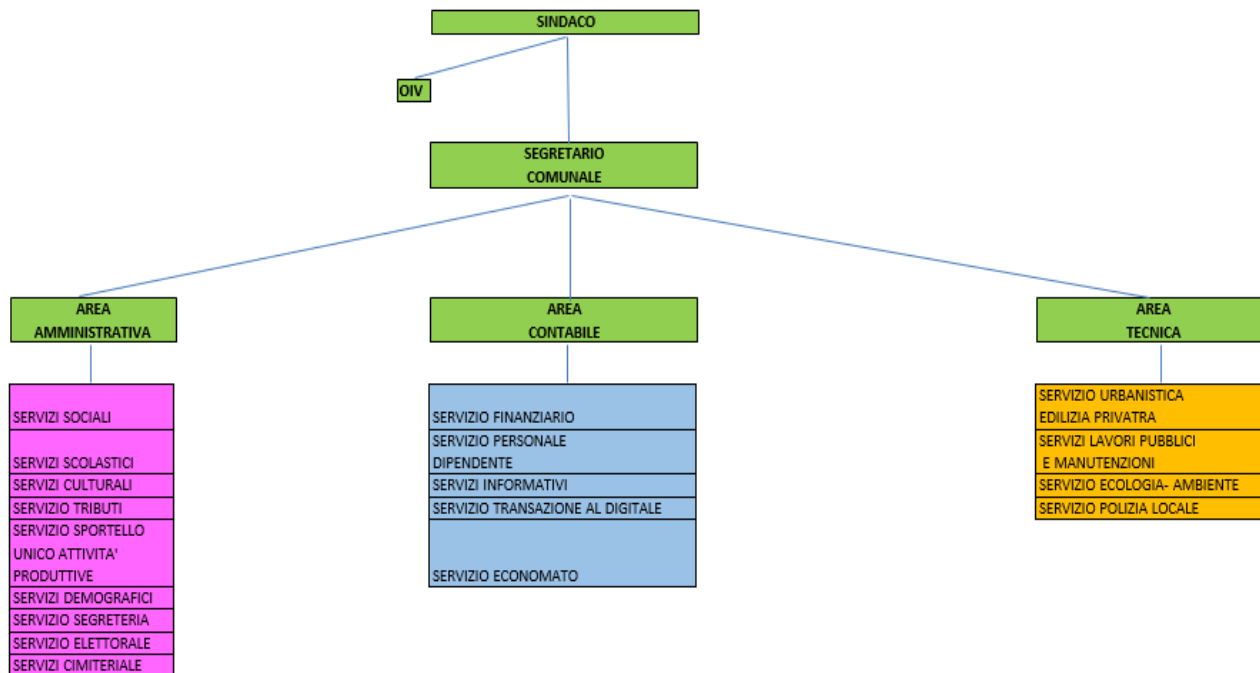 SINDACO
OIV
SEGRETARIO
COMUNALE
AREA
AMMINISTRATIVA
SERVIZI SOCIALI
SERVIZI SCOLASTICI
SERVIZI CULTURALI
SERVIZIO TRIBUTI
SERVIZIO SPORTELLO
UNICO ATTIVITA'
PRODUTTIVE
SERVIZI DEMOGRAFICI
SERVIZIO SEGRETERIA
SERVIZIO ELETTORALE
SERVIZI CIMITERIALE
AREA
CONTABILE
SERVIZIO FINANZIARIO
SERVIZIO PERSONALE
DIPENDENTE
SERVIZI INFORMATIVI
SERVIZIO TRANSAZIONE AL DIGITALE
SERVIZIO ECONOMATO
AREA
TECNICA
SERVIZIO URBANISTICA
EDILIZIA PRIVATRA
SERVIZI LAVORI PUBBLICI
E MANUTENZIONI
SERVIZIO ECOLOGIA- AMBIENTE
SERVIZIO POLIZIA LOCALE